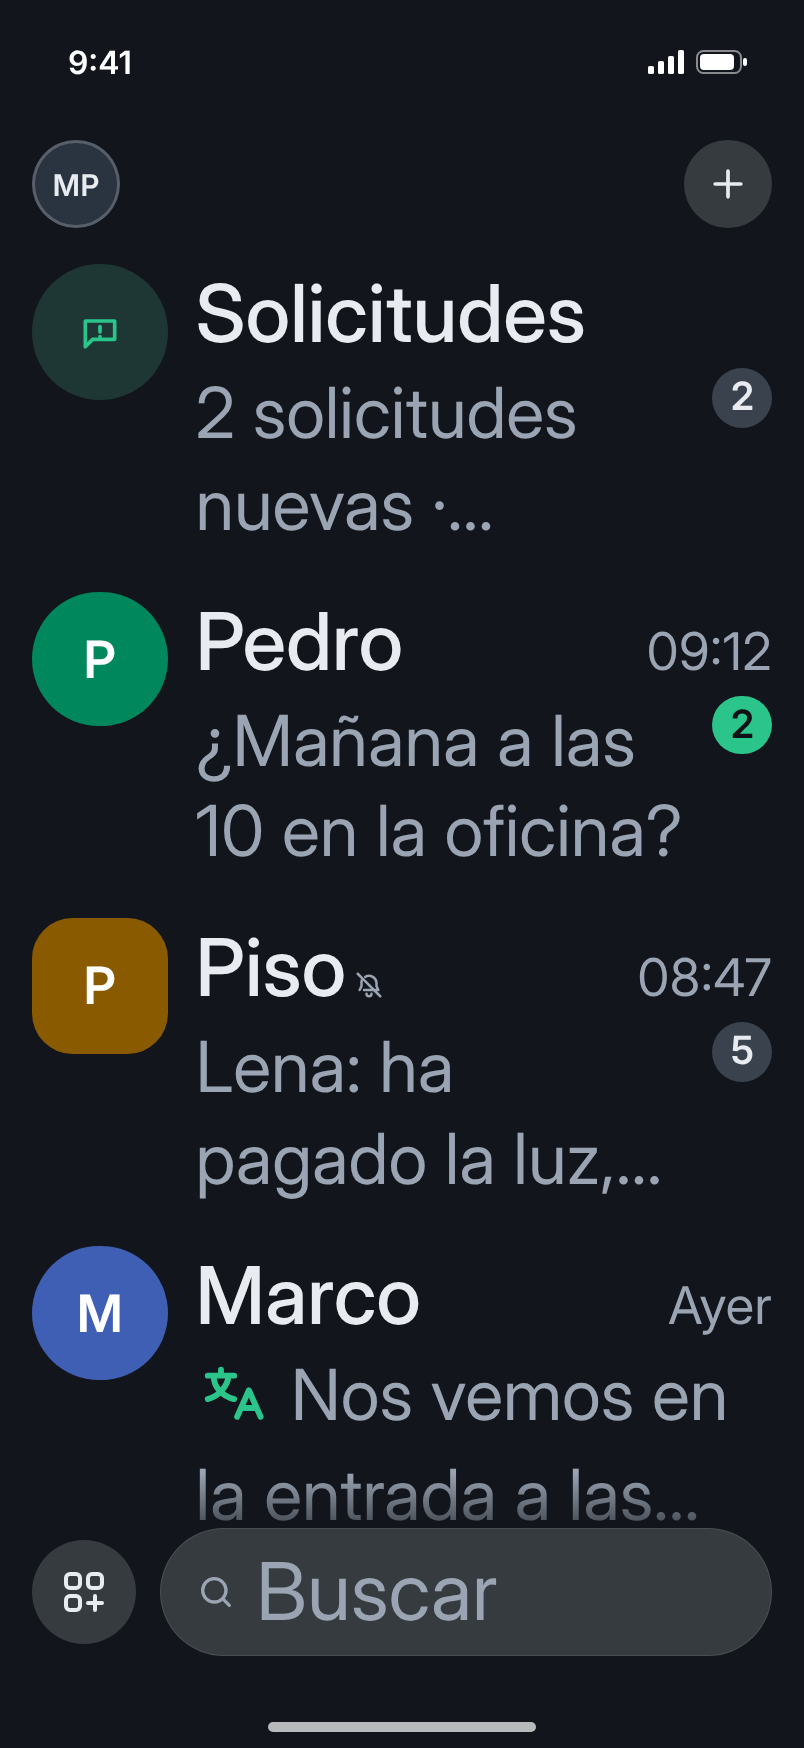 9:41
MP
Solicitudes
2 solicitudes
2
nuevas ·...
P
Pedro
09:12
¿Mañana a las
2
10 en la oficina?
P
Piso
08:47
Lena: ha
5
pagado la luz,...
M
Marco
Ayer
Nos vemos en
la entrada a las...
Buscar